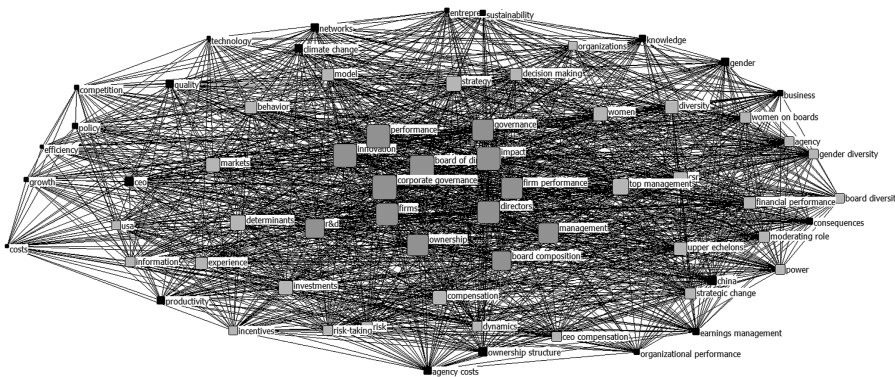 entrepre
sustainability
networks
technology
climate change
organizations
knowledge
gender
model
strategy
decision making
competition
quality
business
behavior
women
diversity
women on boards
policy
performance
governance
agency
efficiency
innovation
impact
gender diversity
markets
board of di
growth
ceo
corporate governance
firm performance
top management
csr
financial performance
board diversit
firms
directors
usa
determinants
r&d
management
consequences
moderating role
costs
ownership
upper echelons
information
experience
board composition
power
china
investments
strategic change
productivity
compensation
incentives
risk-taking
risk
dynamics
ceo compensation
earnings management
ownership structure
organizational performance
agency costs